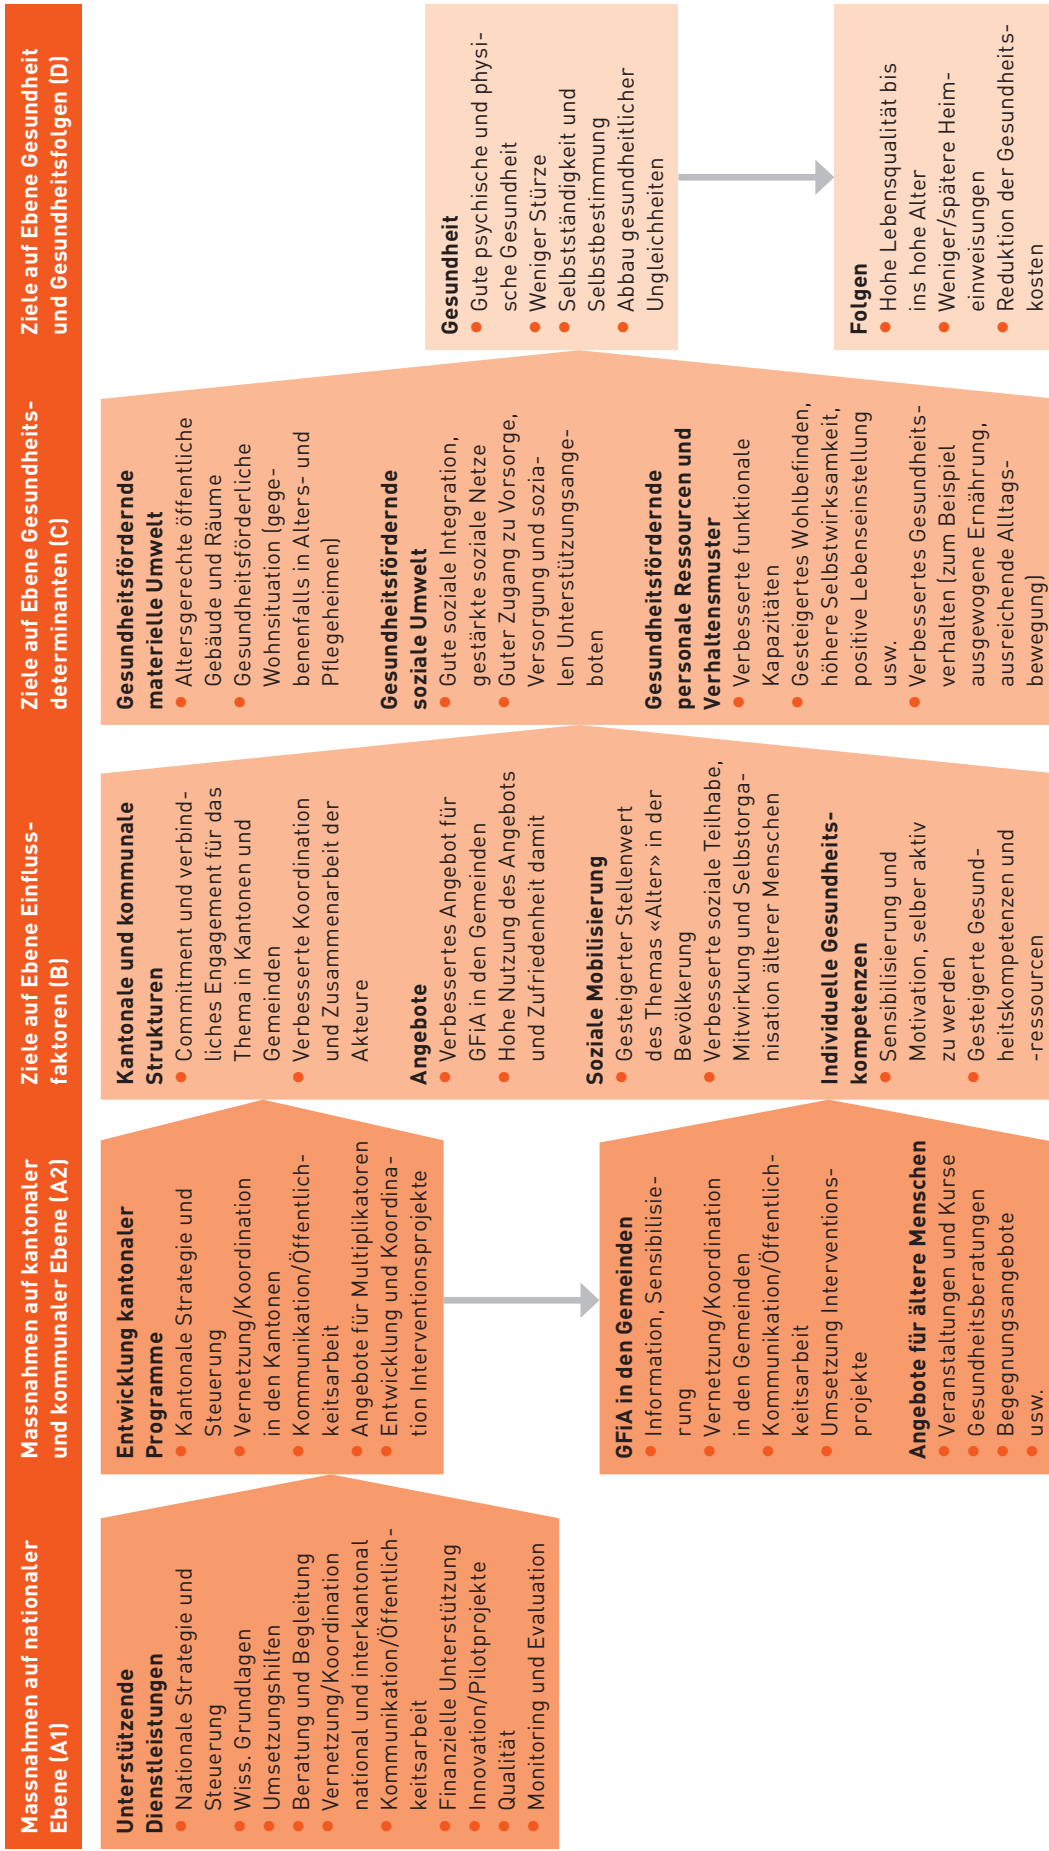 Massnahmen auf nationaler
Ebene (A1)
Massnahmen auf kantonaler
und kommunaler Ebene (A2)
Ziele auf Ebene Einfluss-
faktoren (B)
Ziele auf Ebene Gesundheits-
determinanten (C)
Ziele auf Ebene Gesundheit
und Gesundheitsfolgen (D)
Unterstützende
Dienstleistungen
• Nationale Strategie und
Steuerung
• Wiss. Grundlagen
• Umsetzungshilfen
• Beratung und Begleitung
• Vernetzung/Koordination
national und interkantonal
• Kommunikation/Öffentlich-
keitsarbeit
• Finanzielle Unterstützung
• Innovation/Pilotprojekte
• Qualität
• Monitoring und Evaluation
Entwicklung kantonaler
Programme
• Kantonale Strategie und
Steuerung
• Vernetzung/Koordination
in den Kantonen
• Kommunikation/Öffentlich-
keitsarbeit
• Angebote für Multiplikatoren
• Entwicklung und Koordina-
tion Interventionsprojekte
GFiA in den Gemeinden
• Information, Sensibilisie-
rung
• Vernetzung/Koordination
in den Gemeinden
• Kommunikation/Öffentlich-
keitsarbeit
• Umsetzung Interventions-
projekte
Angebote für ältere Menschen
• Veranstaltungen und Kurse
• Gesundheitsberatungen
• Begegnungsangebote
• usw.
Kantonale und kommunale
Strukturen
• Commitment und verbind-
liches Engagement für das
Thema in Kantonen und
Gemeinden
• Verbesserte Koordination
und Zusammenarbeit der
Akteure
Angebote
• Verbessertes Angebot für
GFiA in den Gemeinden
• Hohe Nutzung des Angebots
und Zufriedenheit damit
Soziale Mobilisierung
• Gesteigerter Stellenwert
des Themas «Alter» in der
Bevölkerung
• Verbesserte soziale Teilhabe,
Mitwirkung und Selbstorga-
nisation älterer Menschen
Individuelle Gesundheits-
kompetenzen
• Sensibilisierung und
Motivation, selber aktiv
zu werden
• Gesteigerte Gesund-
heitskompetenzen und
-ressourcen
Gesundheitsfördernde
materielle Umwelt
• Altersgerechte öffentliche
Gebäude und Räume
• Gesundheitsförderliche
Wohnsituation (gege-
benenfalls in Alters- und
Pflegeheimen)
Gesundheitsfördernde
soziale Umwelt
• Gute soziale Integration,
gestärkte soziale Netze
• Guter Zugang zu Vorsorge,
Versorgung und sozia-
len Unterstützungsange-
boten
Gesundheitsfördernde
personale Ressourcen und
Verhaltensmuster
• Verbesserte funktionale
Kapazitäten
• Gesteigertes Wohlbefinden,
höhere Selbstwirksamkeit,
positive Lebenseinstellung
usw.
• Verbessertes Gesundheits-
verhalten (zum Beispiel
ausgewogene Ernährung,
ausreichende Alltags-
bewegung)
Gesundheit
• Gute psychische und physi-
sche Gesundheit
• Weniger Stürze
• Selbstständigkeit und
Selbstbestimmung
• Abbau gesundheitlicher
Ungleichheiten
Folgen
• Hohe Lebensqualität bis
ins hohe Alter
• Weniger/spätere Heim-
einweisungen
• Reduktion der Gesundheits-
kosten